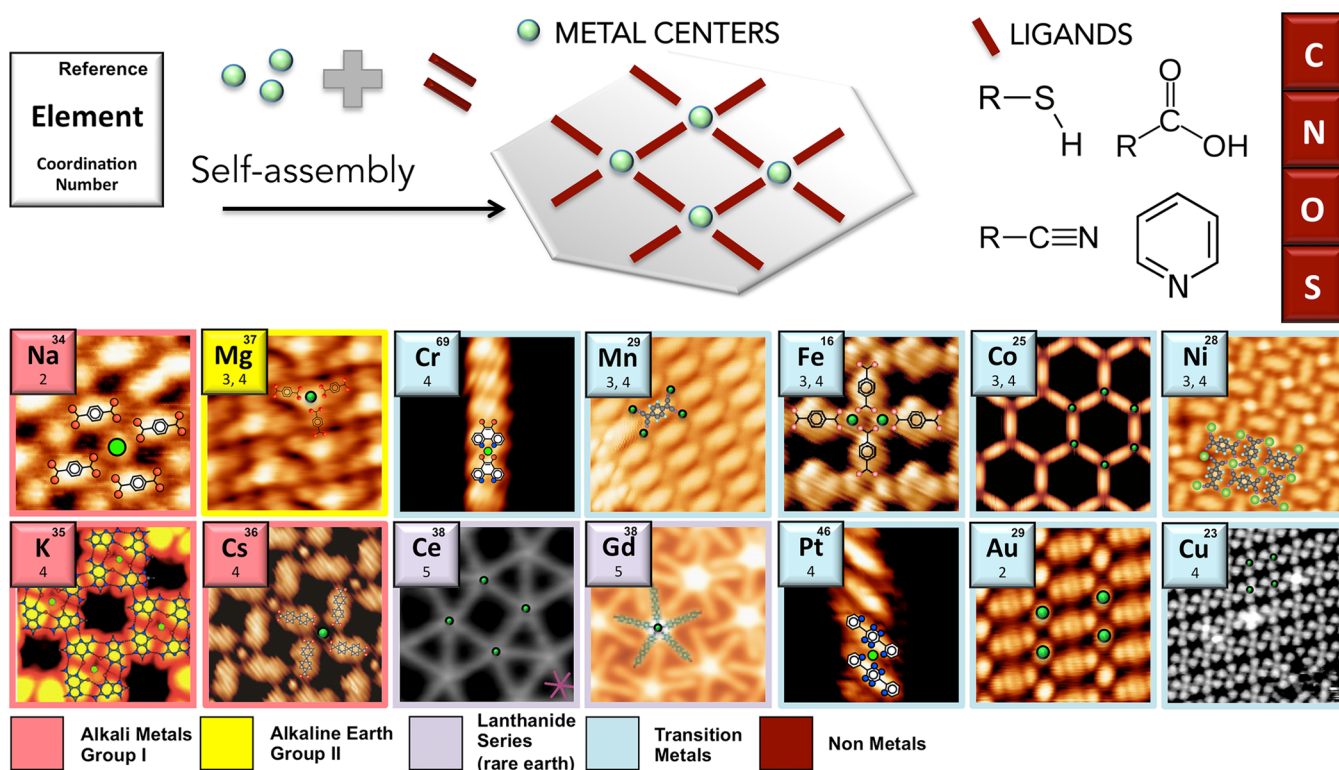 Reference
Element
Coordination
Number
Self-assembly
METAL CENTERS
LIGANDS
R
S
H
O
C
R
OH
R
C
N
N
C
N
O
S
34
Na
2
37
Mg
3, 4
69
Cr
4
29
Mn
3, 4
16
Fe
3, 4
25
Co
3, 4
28
Ni
3, 4
35
K
4
36
Cs
4
38
Ce
5
38
Gd
5
46
Pt
4
29
Au
2
23
Cu
4
Alkali Metals
Group I
Alkaline Earth
Group II
Lanthanide
Series
(rare earth)
Transition
Metals
Non Metals